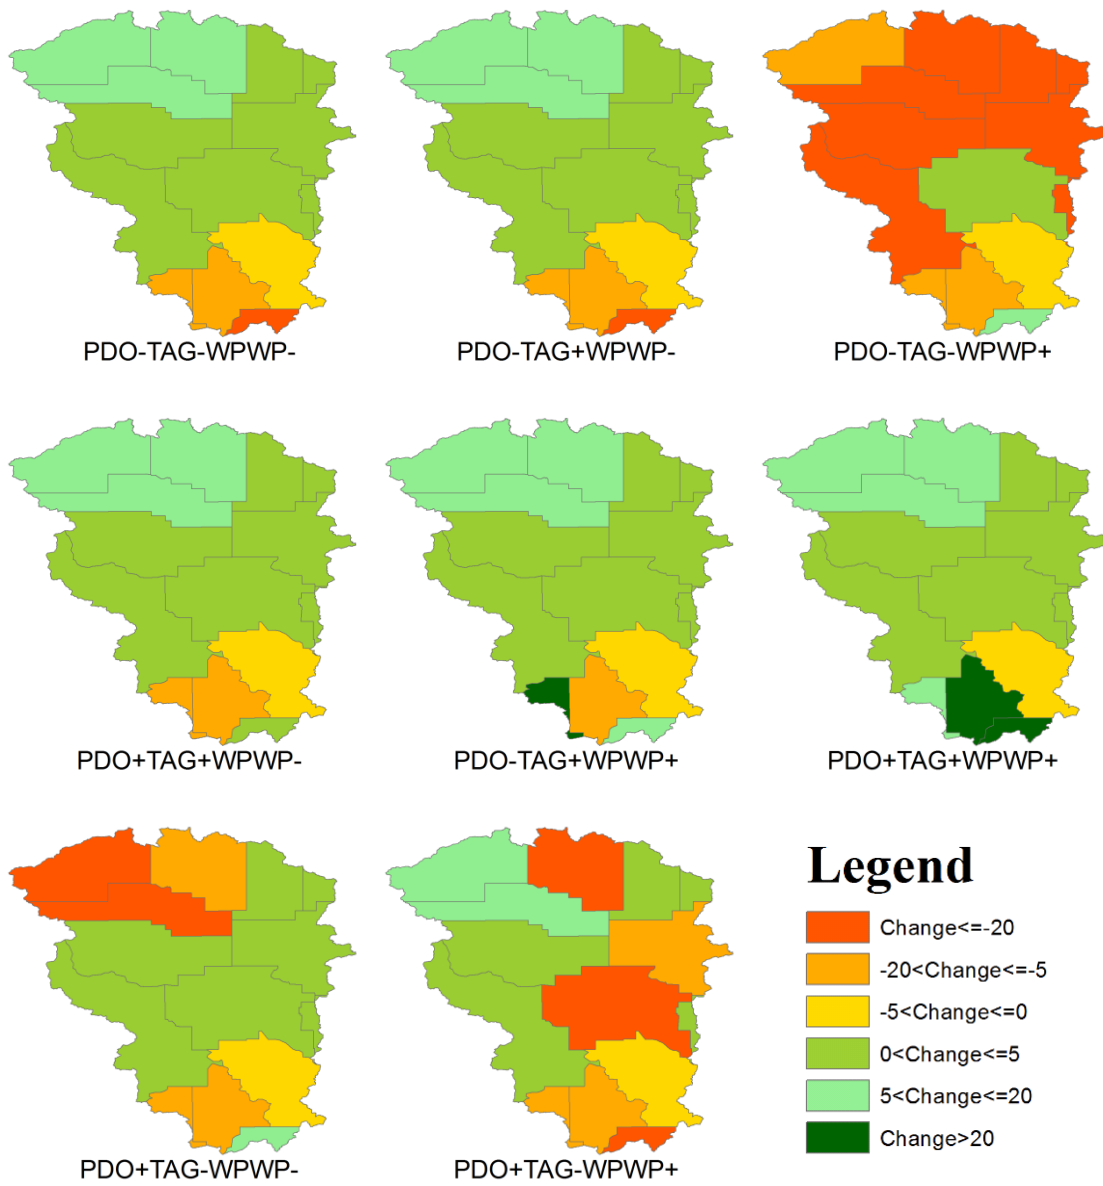 PDO-TAG-WPWP-
PDO-TAG+WPWP-
PDO-TAG-WPWP+
PDO+TAG+WPWP-
PDO-TAG+WPWP+
PDO+TAG+WPWP+
PDO+TAG-WPWP-
PDO+TAG-WPWP+
Legend
Change<=-20
-20<Change<=-5
-5<Change<=0
0<Change<=5
5<Change<=20
Change>20